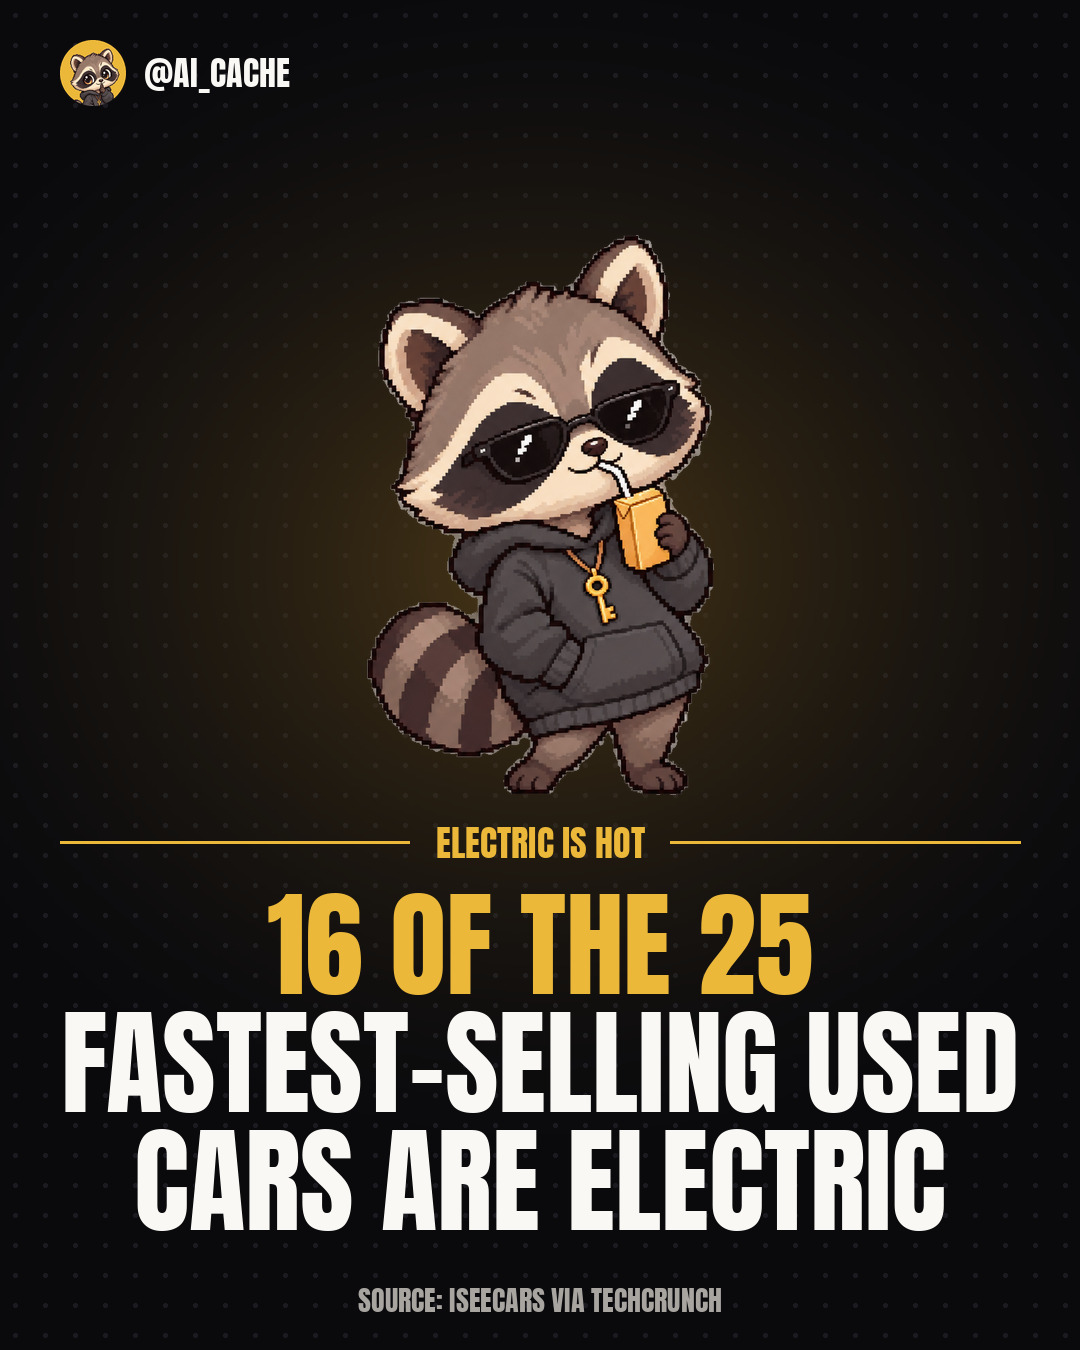 @AI_CACHE
ELECTRIC IS HOT
16 OF THE 25
FASTEST-SELLING USED
CARS ARE ELECTRIC
SOURCE: ISEECARS VIA TECHCRUNCH